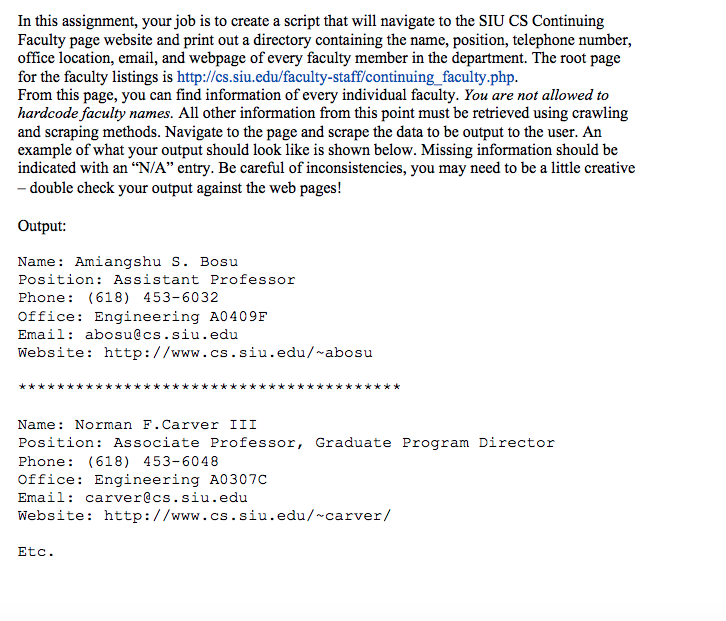 In this assignment, your job is to create a script that will navigate to the SIU CS Continuing
Faculty page website and print out a directory containing the name, position, telephone number,
office location, email, and webpage of every faculty member in the department. The root page
for the faculty listings is http://cs.siu.edu/faculty-staff/continuing_faculty.php.
From this page, you can find information of every individual faculty. You are not allowed to
hardcode faculty names. All other information from this point must be retrieved using crawling
and scraping methods. Navigate to the page and scrape the data to be output to the user. An
example of what your output should look like is shown below. Missing information should be
indicated with an “N/A” entry. Be careful of inconsistencies, you may need to be a little creative
– double check your output against the web pages!
Output:
Name: Amiangshu S. Bosu
Position: Assistant Professor
Phone: (618) 453-6032
Office: Engineering A0409F
Email: abosu@cs.siu.edu
Website: http://www.cs.siu.edu/~abosu
****************************************
Name: Norman F.Carver III
Position: Associate Professor, Graduate Program Director
Phone: (618) 453-6048
Office: Engineering A0307C
Email: carver@cs.siu.edu
Website: http://www.cs.siu.edu/~carver/
Etc.